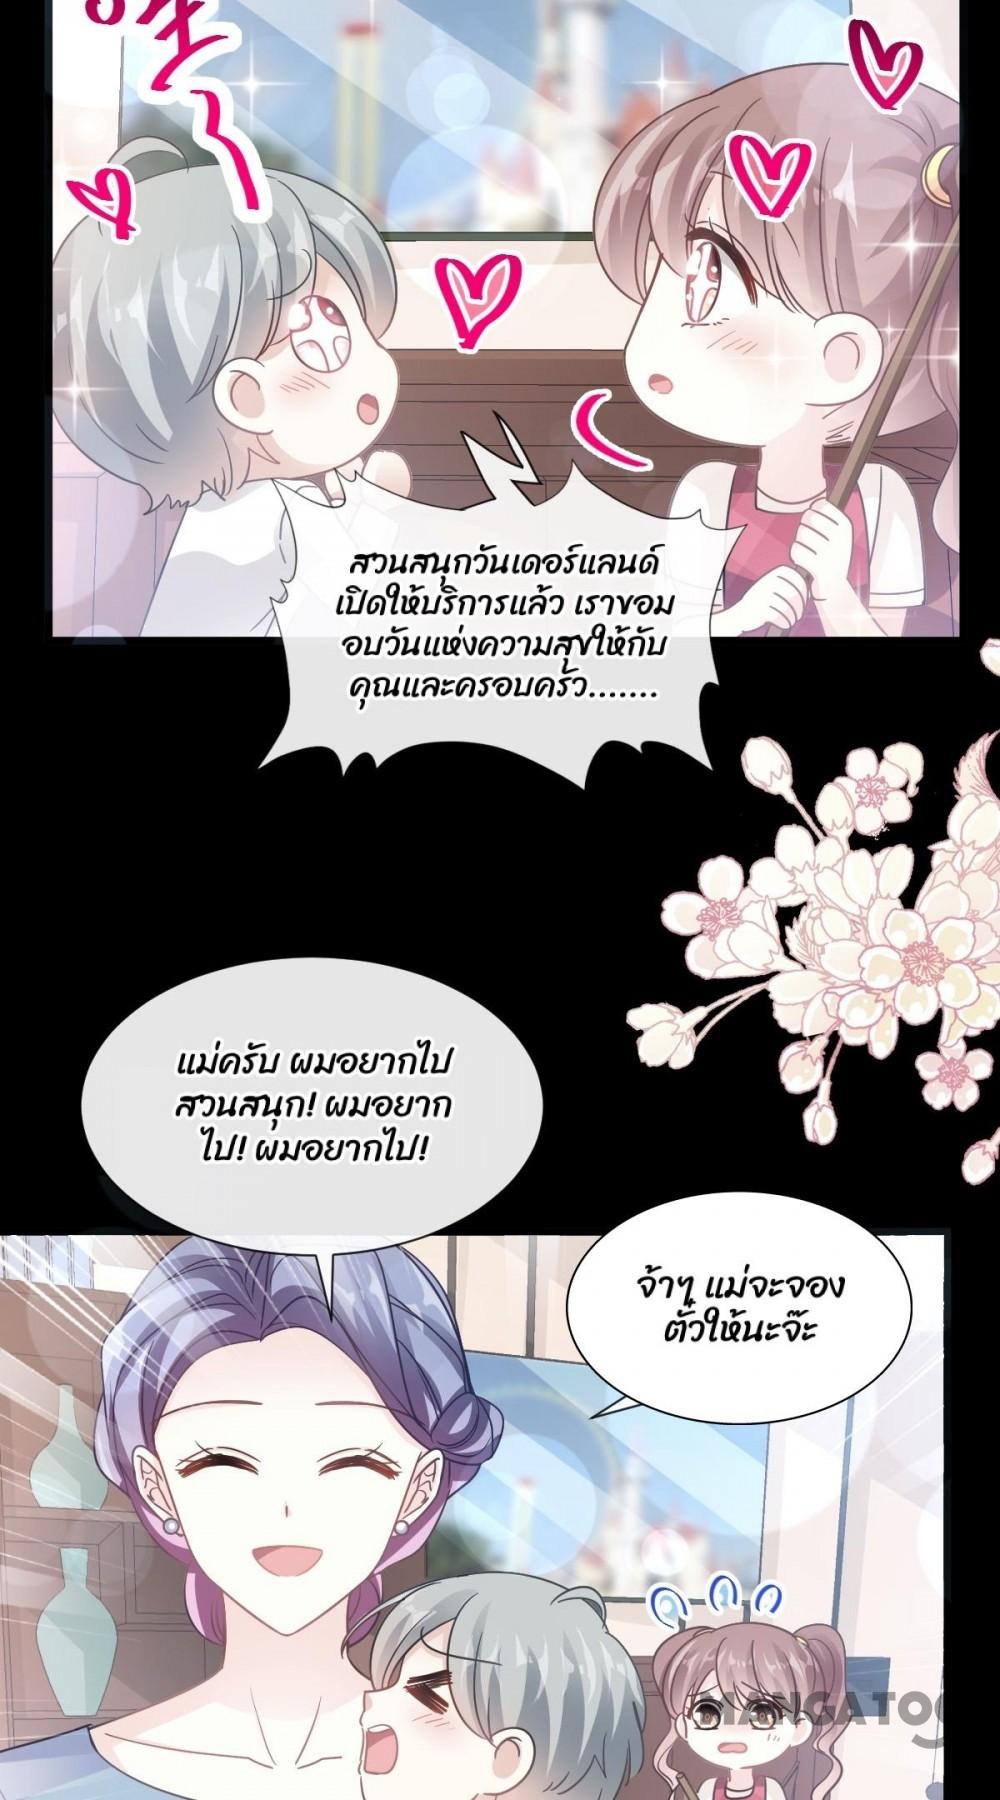 สวนสนุกวันเดอร์แลนด์
เปิดให้บริการแล้ว เราขอม
อบวันแห่งความสุขให้กับ
คุณและครอบครัว.......
แม่ครับ ผมอยากไป
สวนสนุก! ผมอยาก
ไป! ผมอยากไป!
จ้าๆ แม่จะจอง
ตั๋วให้นะจ๊ะ
MANGATOO